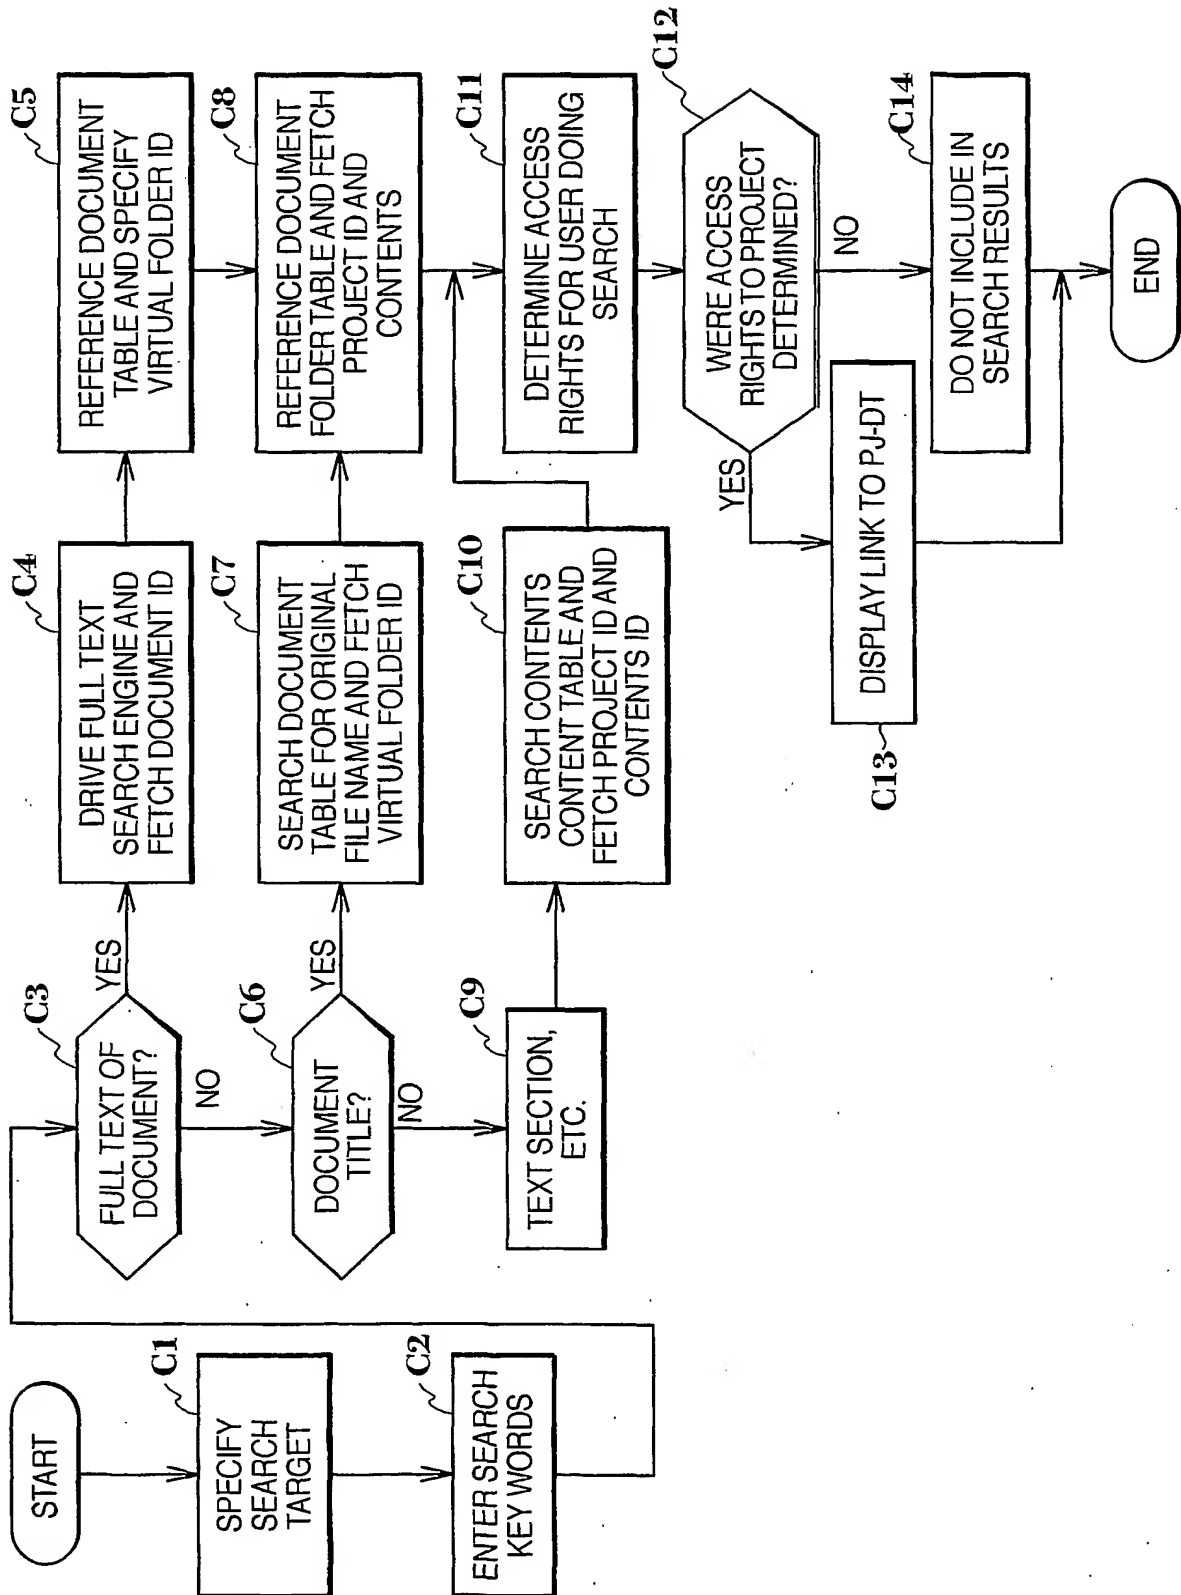 START
C1
SPECIFY
SEARCH
TARGET
C2
ENTER SEARCH
KEY WORDS
C3
FULL TEXT OF
DOCUMENT?
YES
NO
C4
DRIVE FULL TEXT
SEARCH ENGINE AND
FETCH DOCUMENT ID
C5
REFERENCE DOCUMENT
TABLE AND SPECIFY
VIRTUAL FOLDER ID
C6
DOCUMENT
TITLE?
YES
NO
C7
SEARCH DOCUMENT
TABLE FOR ORIGINAL
FILE NAME AND FETCH
VIRTUAL FOLDER ID
C8
REFERENCE DOCUMENT
FOLDER TABLE AND FETCH
PROJECT ID AND
CONTENTS
C9
TEXT SECTION,
ETC.
C10
SEARCH CONTENTS
CONTENT TABLE AND
FETCH PROJECT ID AND
CONTENTS ID
C11
DETERMINE ACCESS
RIGHTS FOR USER DOING
SEARCH
C12
WERE ACCESS
RIGHTS TO PROJECT
DETERMINED?
YES
NO
C13
DISPLAY LINK TO PJ-DT
C14
DO NOT INCLUDE IN
SEARCH RESULTS
END